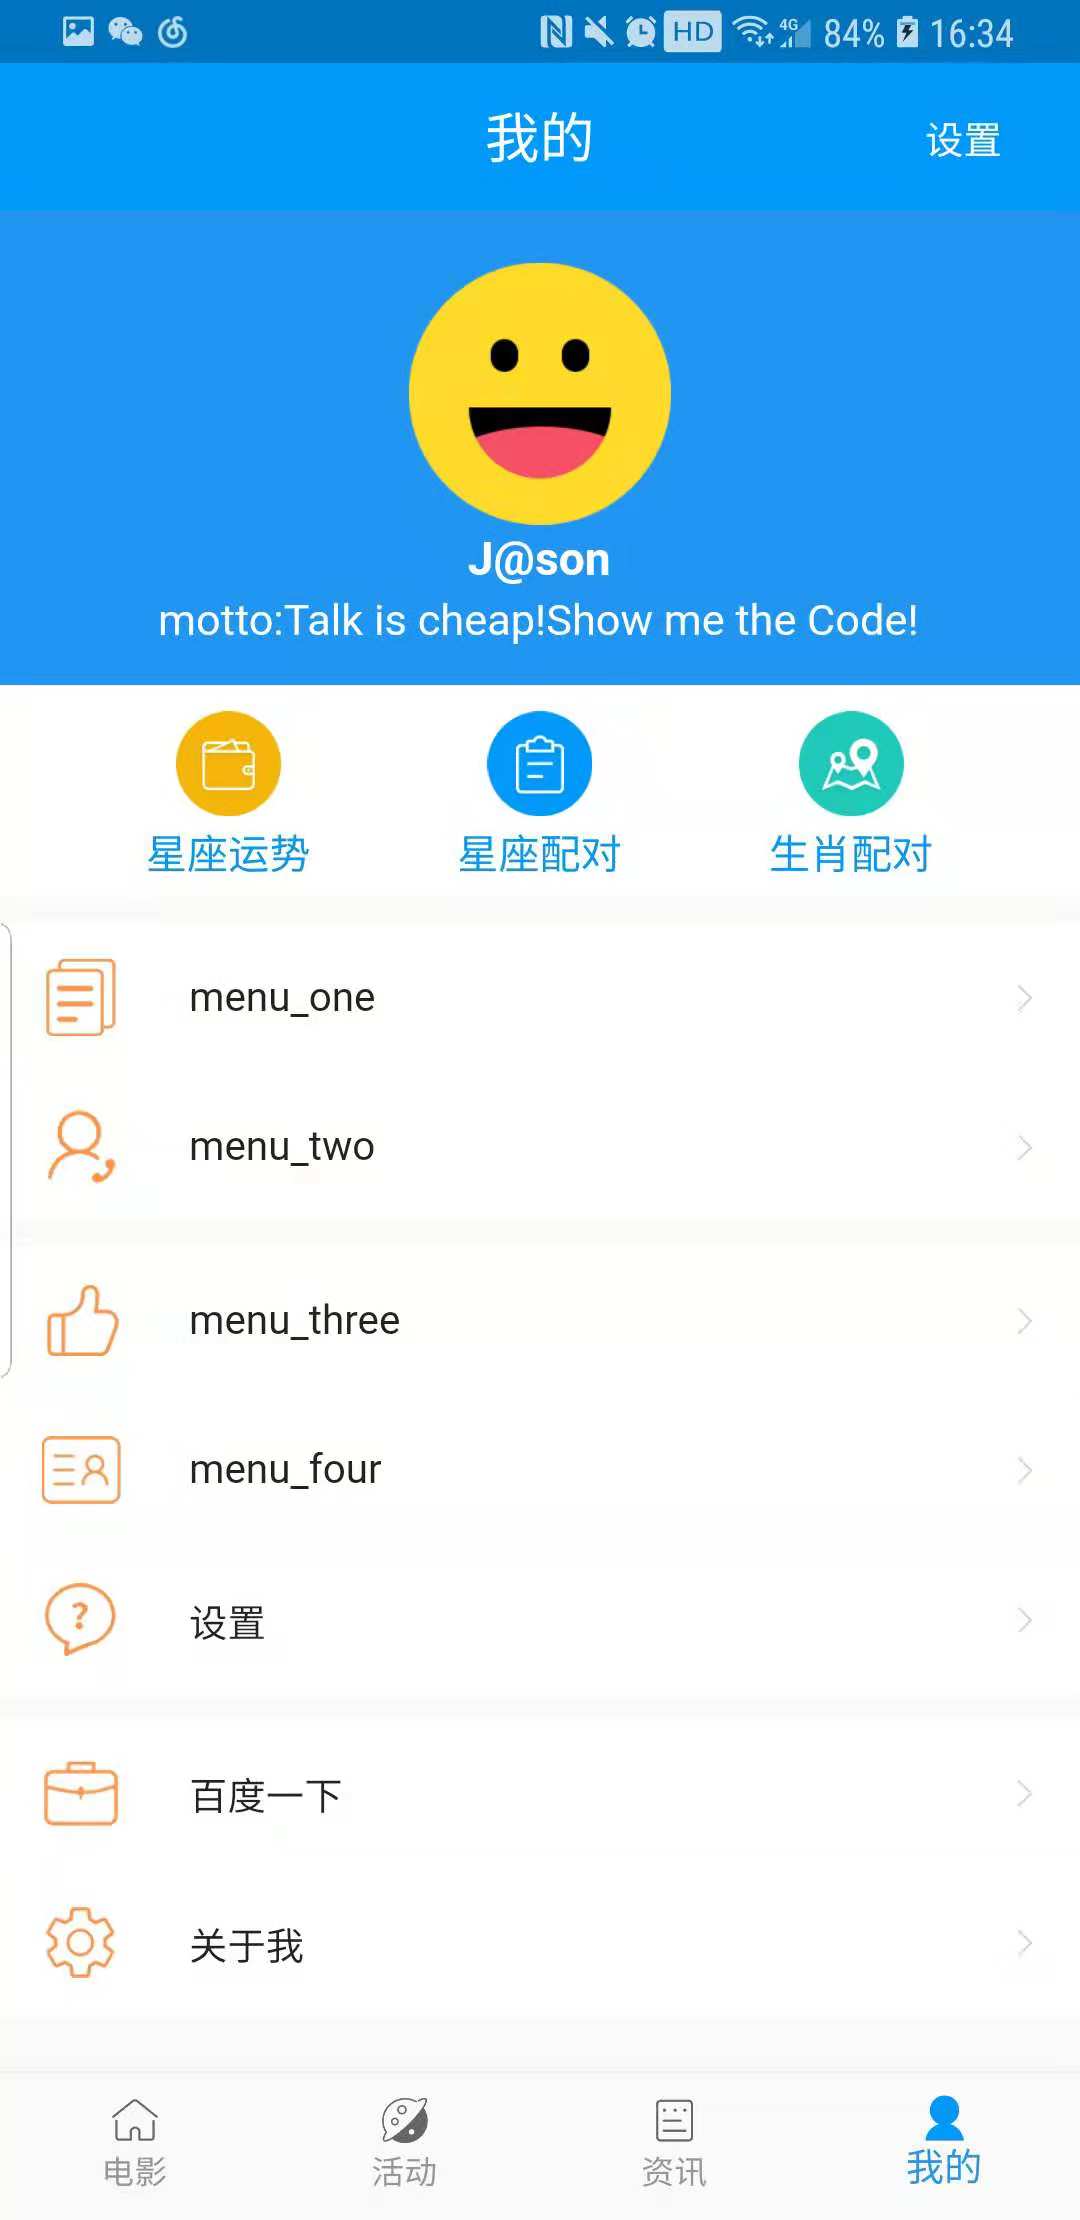 HD 4G 84% 16:34
我的 设置
J@son
motto:Talk is cheap!Show me the Code!
星座运势 星座配对 生肖配对
menu_one
menu_two
menu_three
menu_four
设置
百度一下
关于我
电影 活动 资讯 我的